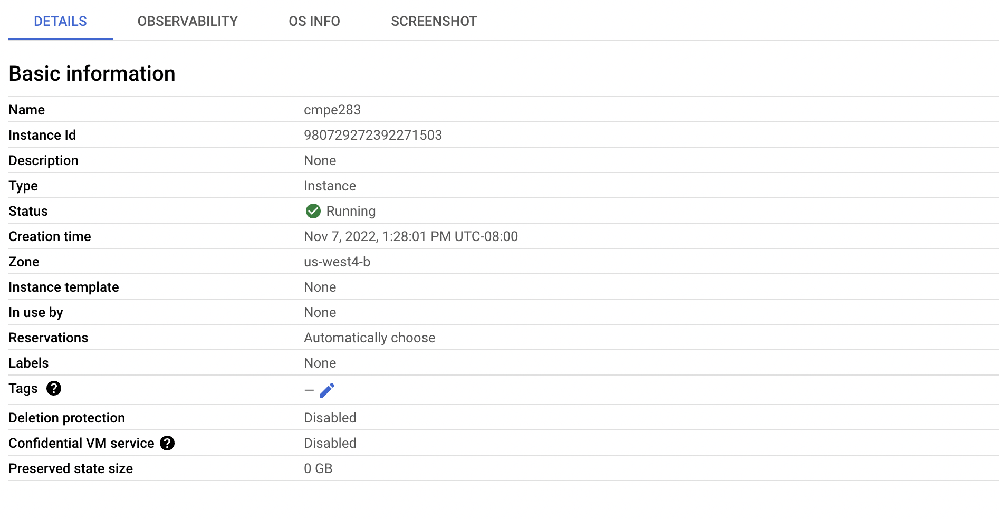 DETAILS OBSERVABILITY OS INFO SCREENSHOT
Basic information
Name cmpe283
Instance Id 980729272392271503
Description None
Type Instance
Status Running
Creation time Nov 7, 2022, 1:28:01 PM UTC-08:00
Zone us-west4-b
Instance template None
In use by None
Reservations Automatically choose
Labels None
Tags ? —
Deletion protection Disabled
Confidential VM service ? Disabled
Preserved state size 0 GB